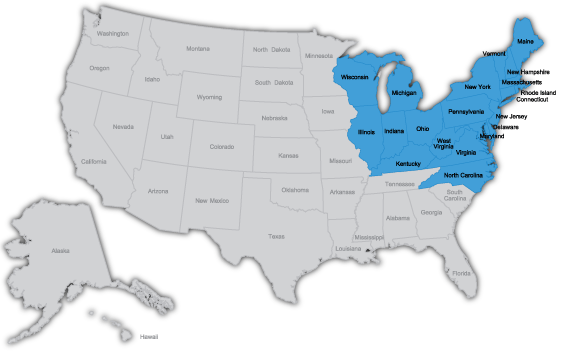 Washington
Montana
North Dakota
Minnesota
Maine
Vermont
Oregon
Idaho
South Dakota
Wisconsin
Michigan
New York
New Hampshire
Massachusetts
Rhode Island
Connecticut
Wyoming
Nebraska
Iowa
Illinois
Indiana
Ohio
Pennsylvania
New Jersey
Delaware
Maryland
Nevada
Utah
Colorado
Kansas
Missouri
West
Virginia
Virginia
Kentucky
California
Arizona
New Mexico
Oklahoma
Arkansas
Tennessee
North Carolina
South
Carolina
Texas
Louisiana
Mississippi
Alabama
Georgia
Florida
Alaska
Hawaii